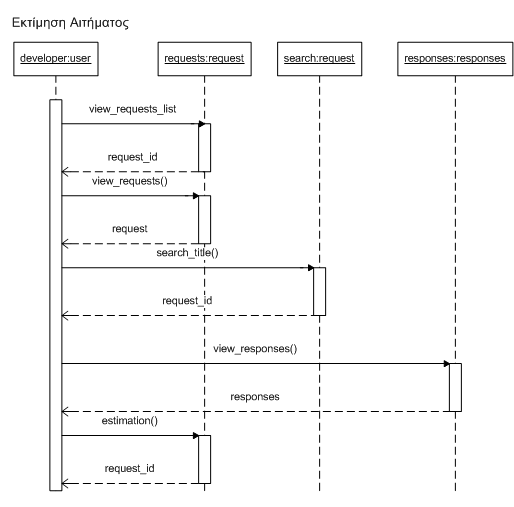 Εκτίμηση Αιτήματος
developer:user
requests:request
search:request
responses:responses
view_requests_list
request_id
view_requests()
request
search_title()
request_id
view_responses()
responses
estimation()
request_id